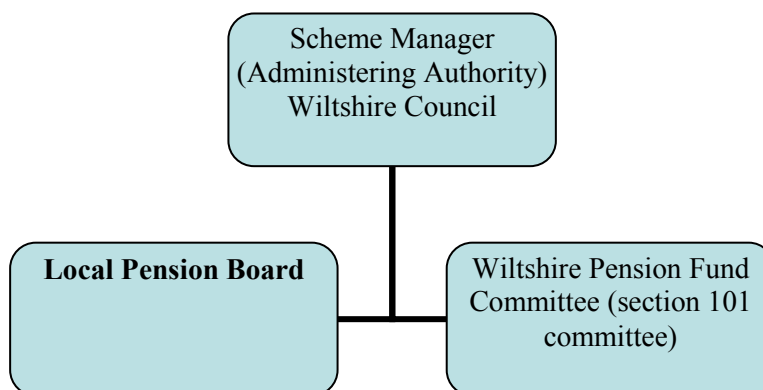 Scheme Manager
(Administering Authority)
Wiltshire Council
Local Pension Board
Wiltshire Pension Fund
Committee (section 101
committee)